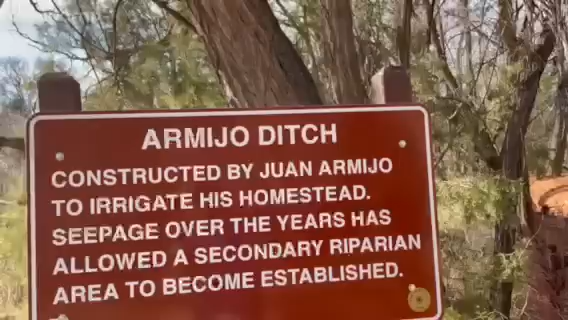 ARMIJO DITCH
CONSTRUCTED BY JUAN ARMIJO
TO IRRIGATE HIS HOMESTEAD.
SEEPAGE OVER THE YEARS HAS
ALLOWED A SECONDARY RIPARIAN
AREA TO BECOME ESTABLISHED.